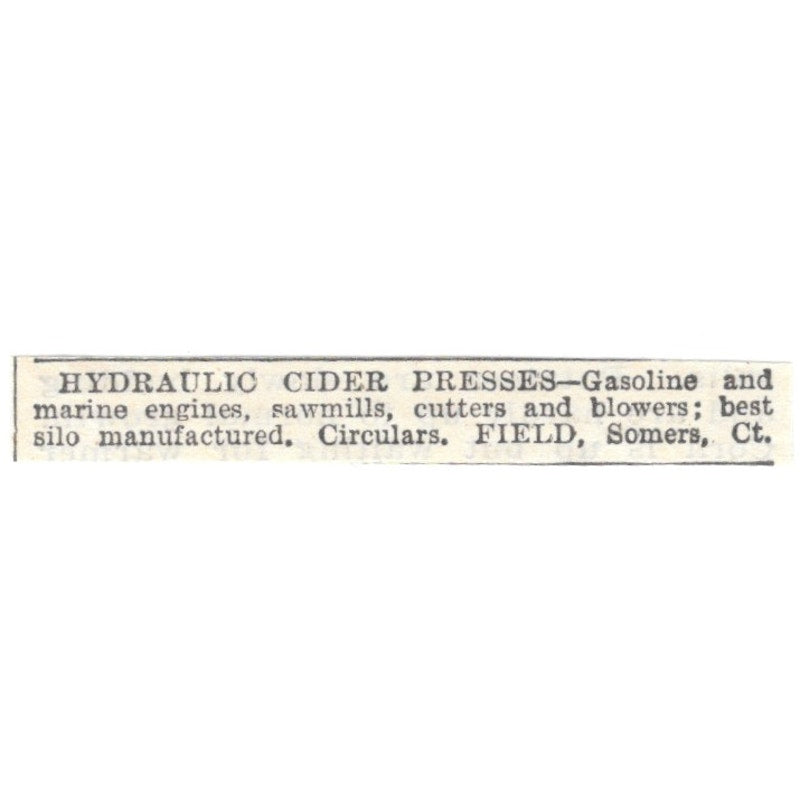 HYDRAULIC CIDER PRESSES—Gasoline and
marine engines, sawmills, cutters and blowers; best
silo manufactured. Circulars. FIELD, Somers, Ct.